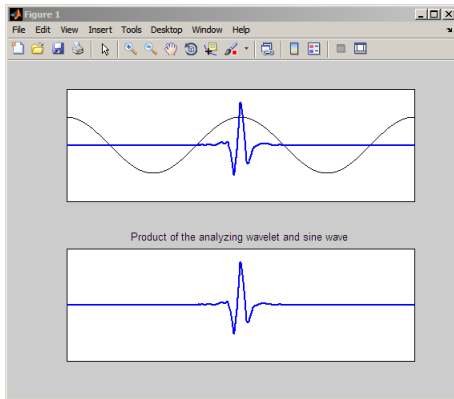 Figure 1
File Edit View Insert Tools Desktop Window Help
Product of the analyzing wavelet and sine wave